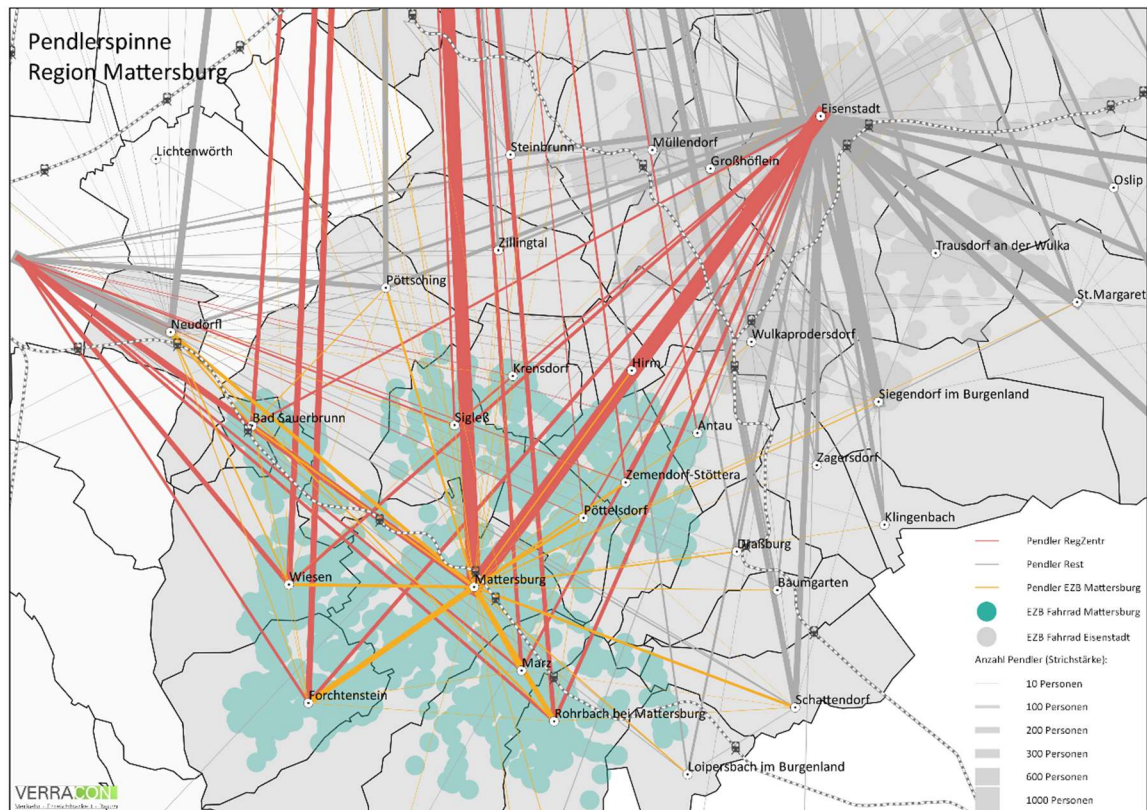 Pendlerspinne
Region Mattersburg
Eisenstadt
Lichtenwörth
Steinbrunn
Müllendorf
Großhöflein
Oslip
Zillingtal
Trausdorf an der Wulka
Pöttsching
St.Margaret
Neudörfl
Wulkaprodersdorf
Krensdorf
Hirm
Siegendorf im Burgenland
Bad Sauerbrunn
Sigleß
Antau
Zagersdorf
Zemendorf-Stöttera
Pöttelsdorf
Klingenbach
Draßburg
Wiesen
Mattersburg
Baumgarten
Marz
Forchtenstein
Rohrbach bei Mattersburg
Schattendorf
Loipersbach im Burgenland
Pendler RegZentr
Pendler Rest
Pendler EZB Mattersburg
EZB Fahrrad Mattersburg
EZB Fahrrad Eisenstadt
Anzahl Pendler (Strichstärke):
10 Personen
100 Personen
200 Personen
300 Personen
600 Personen
1000 Personen
VERRACON